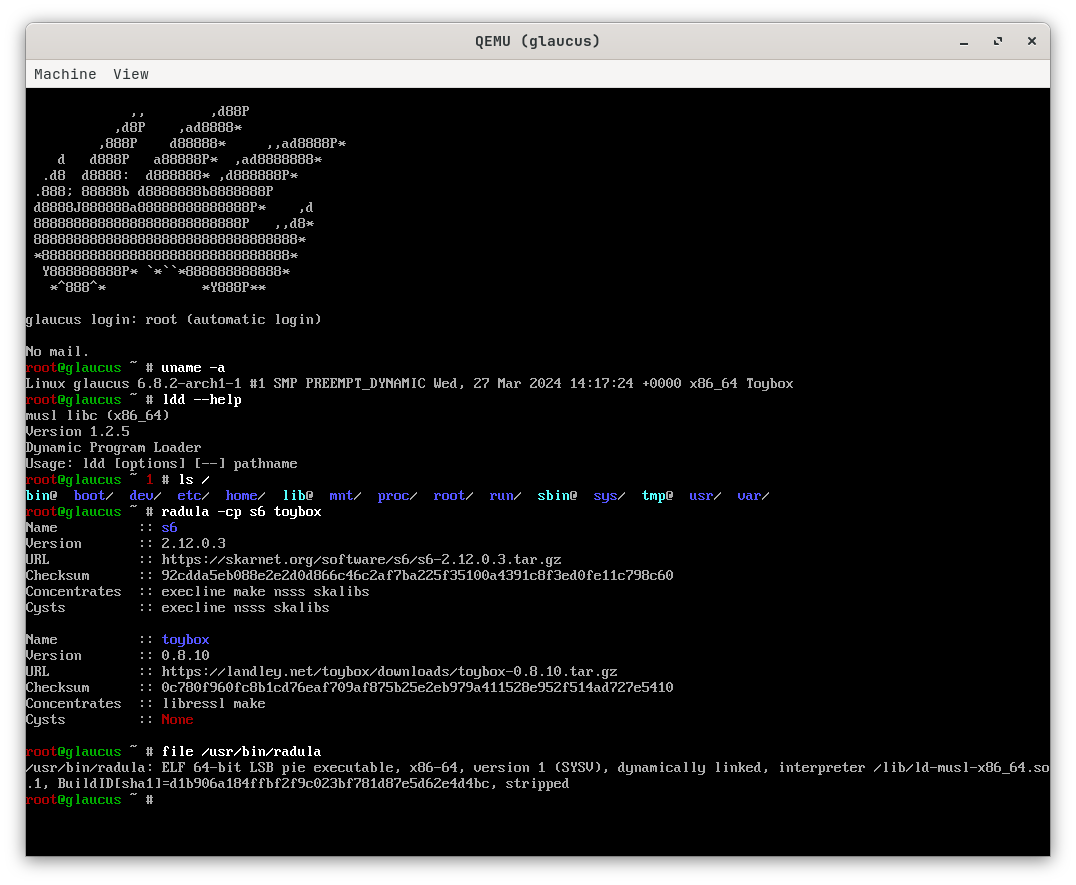 QEMU (glaucus)
Machine View
             ,,        ,d88P
           ,d8P    ,ad8888*
         ,888P    d88888*     ,,ad8888P*
    d   d888P   a88888P*  ,ad8888888*
  .d8  d8888:  d888888* ,d888888P*
 .888; 88888b d8888888b8888888P
 d8888J888888a88888888888888P*    ,d
 88888888888888888888888888P   ,,d8*
 888888888888888888888888888888888*
 *8888888888888888888888888888888*
  Y888888888P* `*``*888888888888*
   *^888^*            *Y888P**
glaucus login: root (automatic login)
No mail.
root@glaucus ~ # uname -a
Linux glaucus 6.8.2-arch1-1 #1 SMP PREEMPT_DYNAMIC Wed, 27 Mar 2024 14:17:24 +0000 x86_64 Toybox
root@glaucus ~ # ldd --help
musl libc (x86_64)
Version 1.2.5
Dynamic Program Loader
Usage: ldd [options] [--] pathname
root@glaucus ~ 1 # ls /
bin@  boot/  dev/  etc/  home/  lib@  mnt/  proc/  root/  run/  sbin@  sys/  tmp@  usr/  var/
root@glaucus ~ # radula -cp s6 toybox
Name          :: s6
Version       :: 2.12.0.3
URL           :: https://skarnet.org/software/s6/s6-2.12.0.3.tar.gz
Checksum      :: 92cdda5eb088e2e2d0d866c46c2af7ba225f35100a4391c8f3ed0fe11c798c60
Concentrates  :: execline make nsss skalibs
Cysts         :: execline nsss skalibs
Name          :: toybox
Version       :: 0.8.10
URL           :: https://landley.net/toybox/downloads/toybox-0.8.10.tar.gz
Checksum      :: 0c780f960fc8b1cd76eaf709af875b25e2eb979a411528e952f514ad727e5410
Concentrates  :: libressl make
Cysts         :: None
root@glaucus ~ # file /usr/bin/radula
/usr/bin/radula: ELF 64-bit LSB pie executable, x86-64, version 1 (SYSV), dynamically linked, interpreter /lib/ld-musl-x86_64.so
.1, BuildID[sha1]=d1b906a184ffbf2f9c023bf781d87e5d62e4d4bc, stripped
root@glaucus ~ #